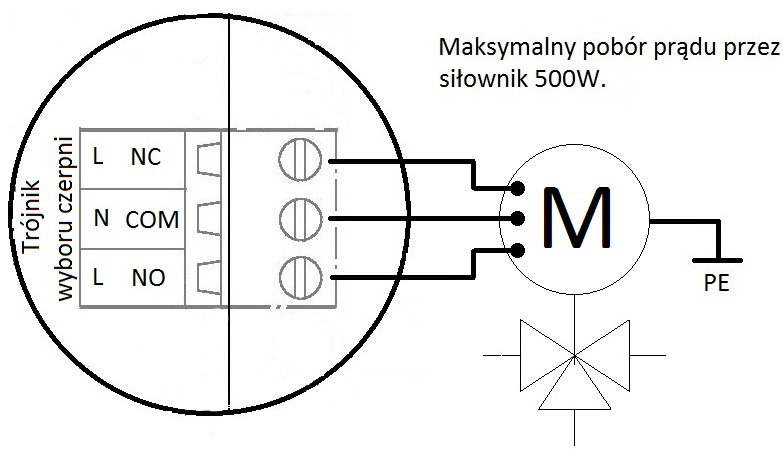 Maksymalny pobór prądu przez
siłownik 500W.
Trójnik
wyboru czerpni
L NC
N COM
L NO
M
PE